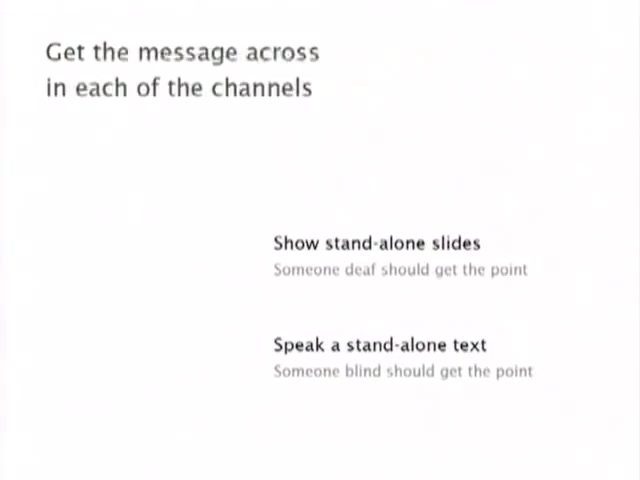 Get the message across
in each of the channels
Show stand-alone slides
Someone deaf should get the point
Speak a stand-alone text
Someone blind should get the point